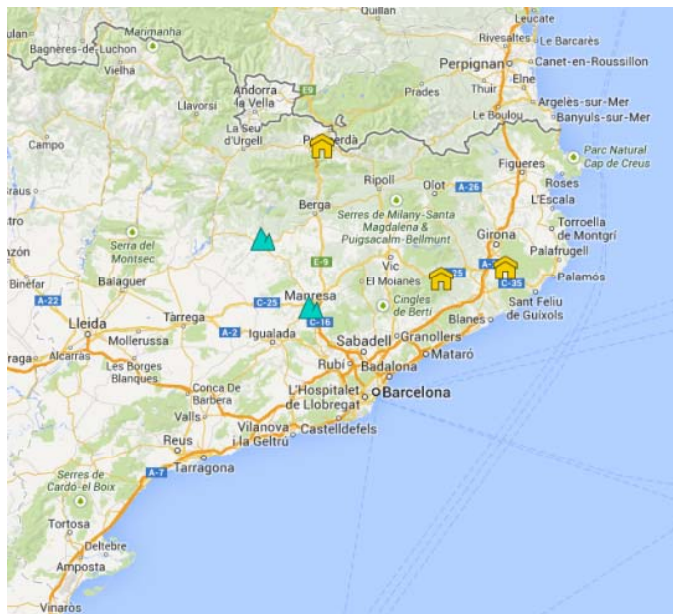 Quillan
Leucate
Marimanha
Rivesaltes
Le Barcarès
Bagnères-de-Luchon
Perpignan
Canet-en-Roussillon
Vielha
Andorra
la Vella
E-9
Prades
Thuir
Elne
Llavorsí
Argelès-sur-Mer
Le Boulou
Banyuls-sur-Mer
La Seu
d'Urgell
Campo
Parc Natural
Cap de Creus
Figueres
Ripoll
Olot
A-26
Roses
L'Escala
Berga
Serres de Milany-Santa
Magdalena &
Puigsacalm-Bellmunt
Torroella
de Montgrí
Girona
Serra del
Montsec
Palafrugell
Vic
E-9
Balaguer
El Moianès
Palamós
Binéfar
C-35
A-22
C-25
Manresa
Cingles
de Bertí
Sant Feliu
de Guíxols
Tàrrega
C-16
Blanes
Lleida
Mollerussa
A-2
Igualada
Granollers
Sabadell
Mataró
Alcarràs
Les Borges
Blanques
Rubí
Badalona
Conca De
Barbera
L'Hospitalet
de Llobregat
Barcelona
Valls
Vilanova
i la Geltrú
Castelldefels
Reus
Tarragona
A-7
Serres de
Cardó-el Boix
Tortosa
Deltebre
Amposta
Vinaròs